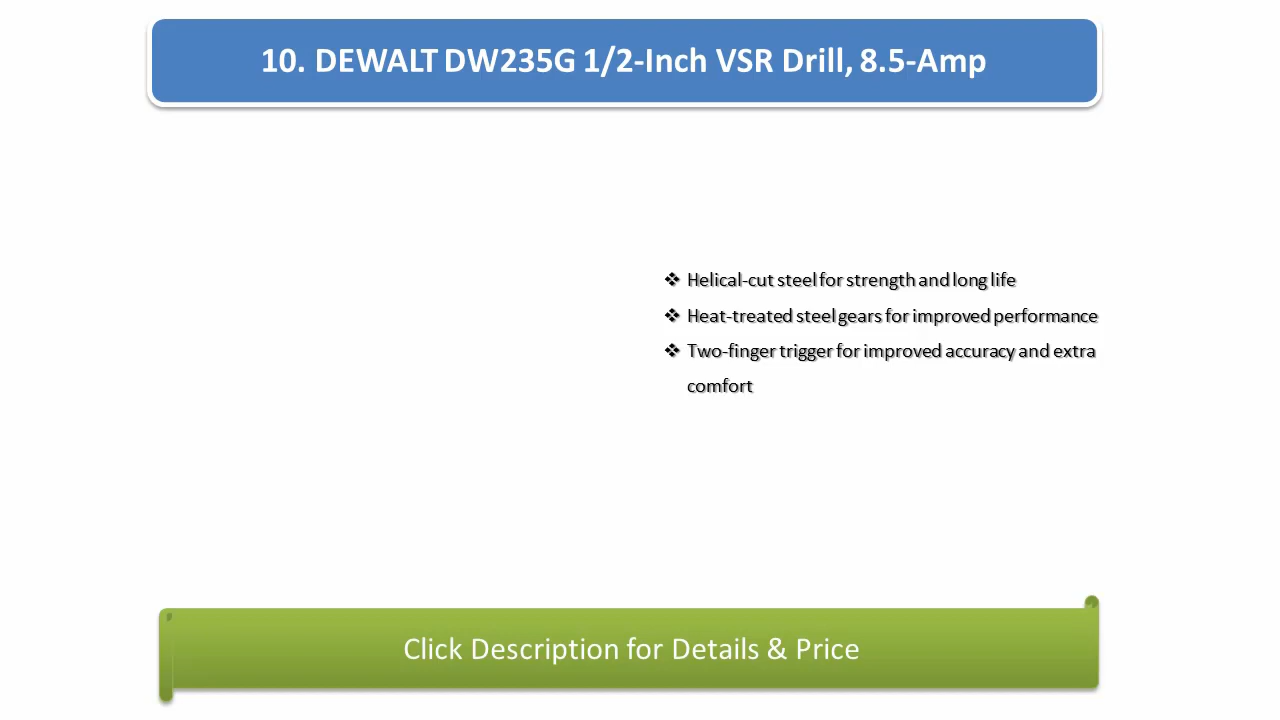 10. DEWALT DW235G 1/2-Inch VSR Drill, 8.5-Amp
❖ Helical-cut steel for strength and long life
❖ Heat-treated steel gears for improved performance
❖ Two-finger trigger for improved accuracy and extra
comfort
Click Description for Details & Price